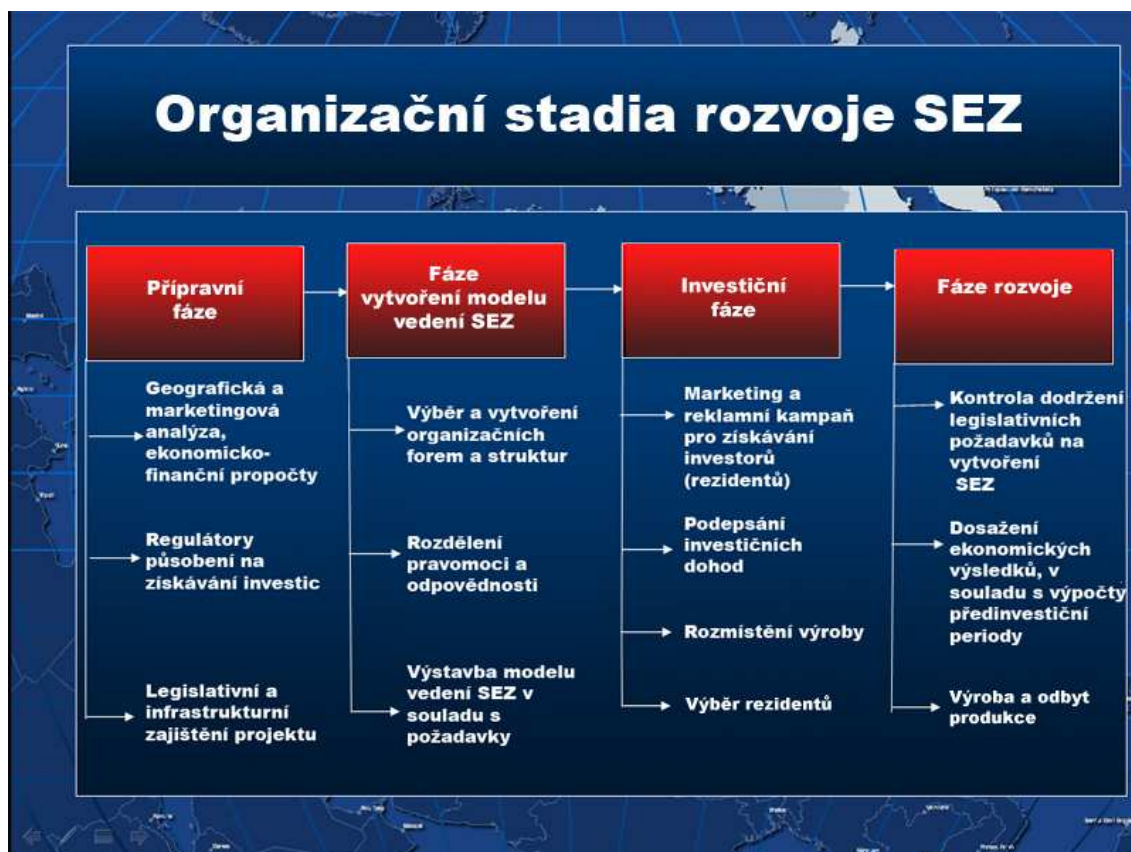 Organizační stadia rozvoje SEZ
Přípravní
fáze
Fáze
vytvoření modelu
vedení SEZ
Investiční
fáze
Fáze rozvoje
Geografická a
marketingová
analýza,
ekonomicko-
finanční propočty
Regulátory
působení na
získávání investic
Legislativní a
infrastrukturní
zajištění projektu
Výběr a vytvoření
organizačních
forem a struktur
Rozdělení
pravomoci a
odpovědnosti
Výstavba modelu
vedení SEZ v
souladu s
požadavky
Marketing a
reklamní kampaň
pro získávání
investorů
(rezidentů)
Podepsání
investičních
dohod
Rozmístění výroby
Výběr rezidentů
Kontrola dodržení
legislativních
požadavků na
vytvoření
SEZ
Dosažení
ekonomických
výsledků, v
souladu s výpočty
předinvestiční
periody
Výroba a odbyt
produkce